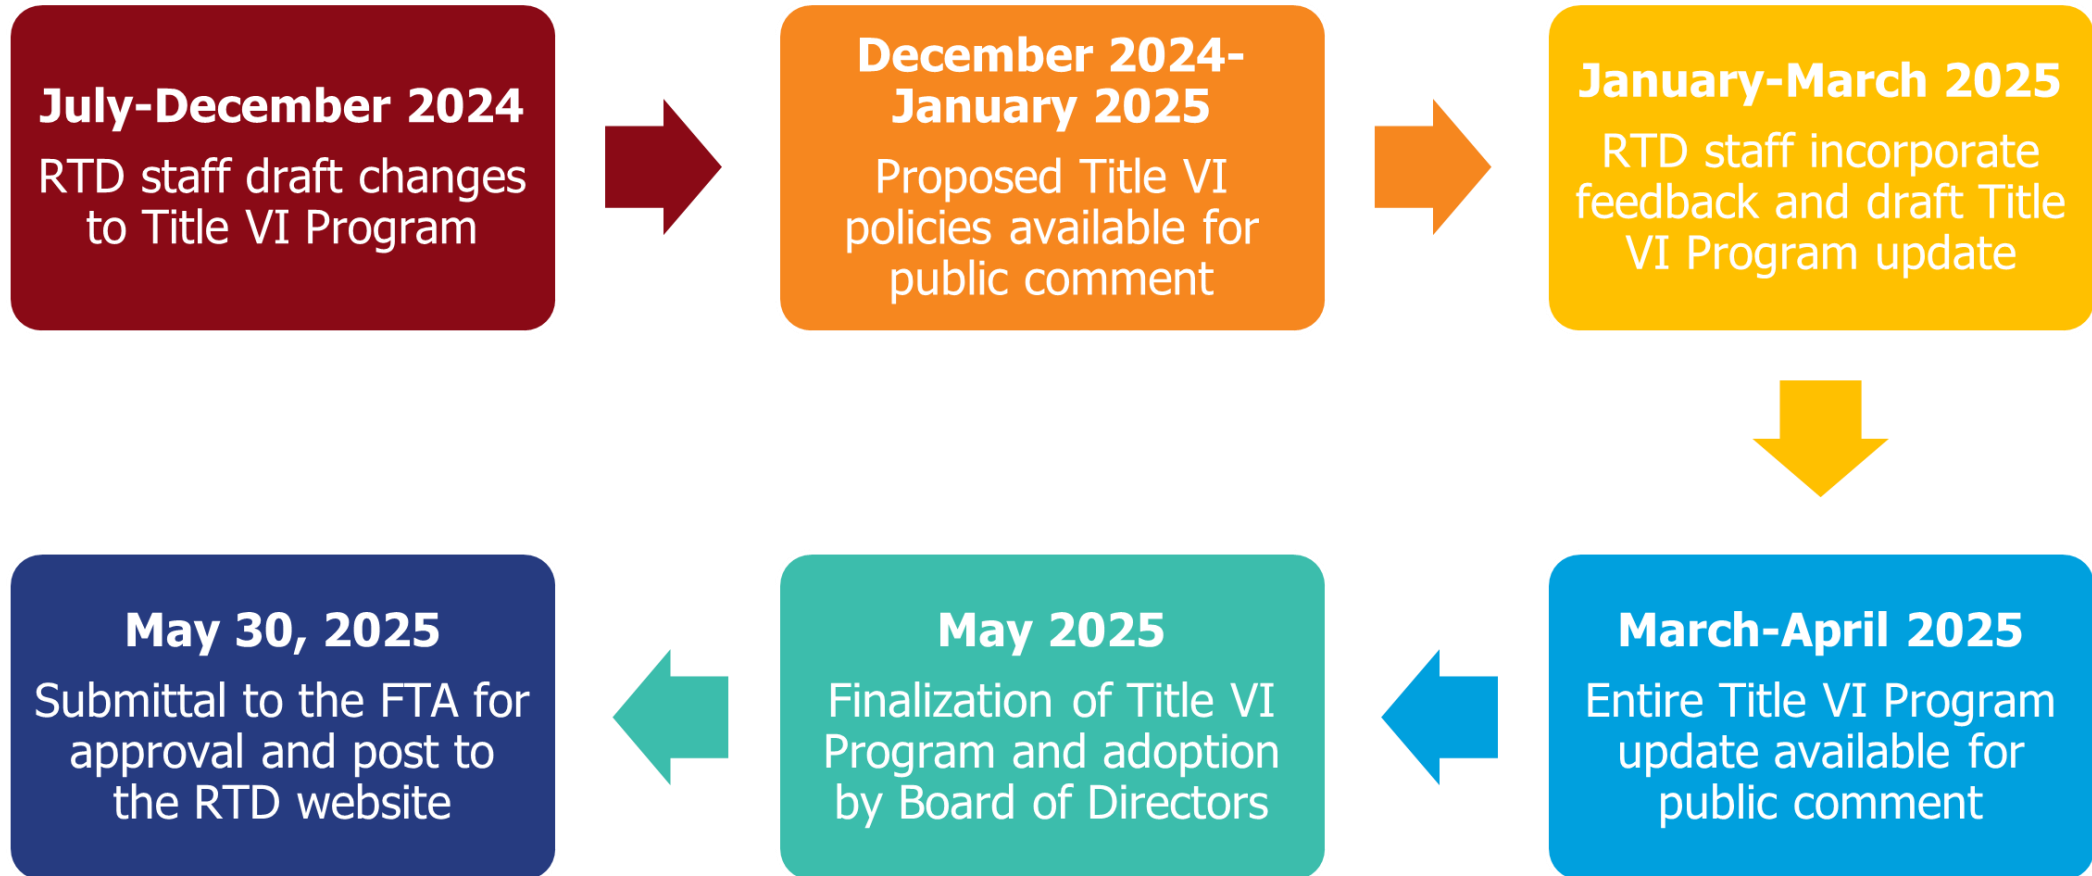 July-December 2024
RTD staff draft changes
to Title VI Program
December 2024-
January 2025
Proposed Title VI
policies available for
public comment
January-March 2025
RTD staff incorporate
feedback and draft Title
VI Program update
March-April 2025
Entire Title VI Program
update available for
public comment
May 2025
Finalization of Title VI
Program and adoption
by Board of Directors
May 30, 2025
Submittal to the FTA for
approval and post to
the RTD website